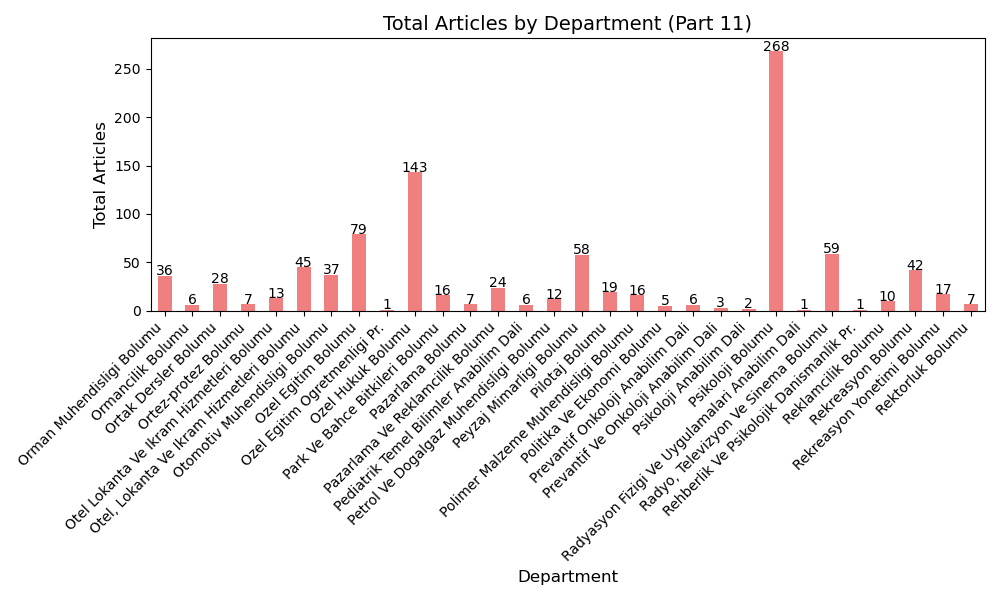 Total Articles by Department (Part 11)
Total Articles
250
200
150
100
50
0
36
6
28
7
13
45
37
79
1
143
16
7
24
6
12
58
19
16
5
6
3
2
268
1
59
1
10
42
17
7
Orman Muhendisligi Bolumu
Ormancilik Bolumu
Ortak Dersler Bolumu
Ortez-protez Bolumu
Otel Lokanta Ve Ikram Hizmetleri Bolumu
Otel, Lokanta Ve Ikram Hizmetleri Bolumu
Otomotiv Muhendisligi Bolumu
Ozel Egitim Bolumu
Ozel Egitim Ogretmenligi Pr.
Ozel Hukuk Bolumu
Park Ve Bahce Bitkileri Bolumu
Pazarlama Bolumu
Pazarlama Ve Reklamcilik Bolumu
Pediatrik Temel Bilimler Anabilim Dali
Petrol Ve Dogalgaz Muhendisligi Bolumu
Peyzaj Mimarligi Bolumu
Pilotaj Bolumu
Polimer Malzeme Muhendisligi Bolumu
Politika Ve Ekonomi Bolumu
Prevantif Onkoloji Anabilim Dali
Prevantif Ve Onkoloji Anabilim Dali
Psikoloji Anabilim Dali
Psikoloji Bolumu
Radyasyon Fizigi Ve Uygulamalari Anabilim Dali
Radyo, Televizyon Ve Sinema Bolumu
Rehberlik Ve Psikolojik Danismanlik Pr.
Reklamcilik Bolumu
Rekreasyon Bolumu
Rekreasyon Yonetimi Bolumu
Rektorluk Bolumu
Department